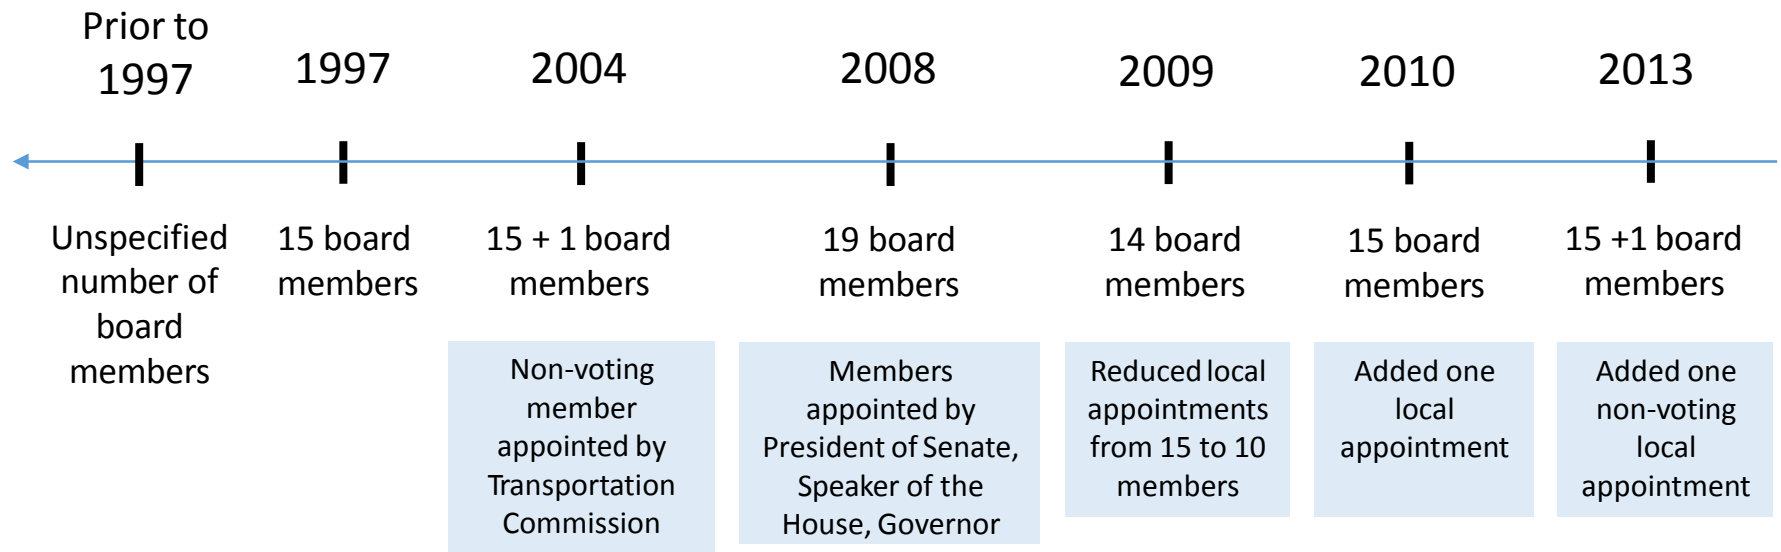 Prior to
1997
1997
2004
2008
2009
2010
2013
Unspecified
number of
board
members
15 board
members
15 + 1 board
members
19 board
members
14 board
members
15 board
members
15 +1 board
members
Non-voting
member
appointed by
Transportation
Commission
Members
appointed by
President of Senate,
Speaker of the
House, Governor
Reduced local
appointments
from 15 to 10
members
Added one
local
appointment
Added one
non-voting
local
appointment